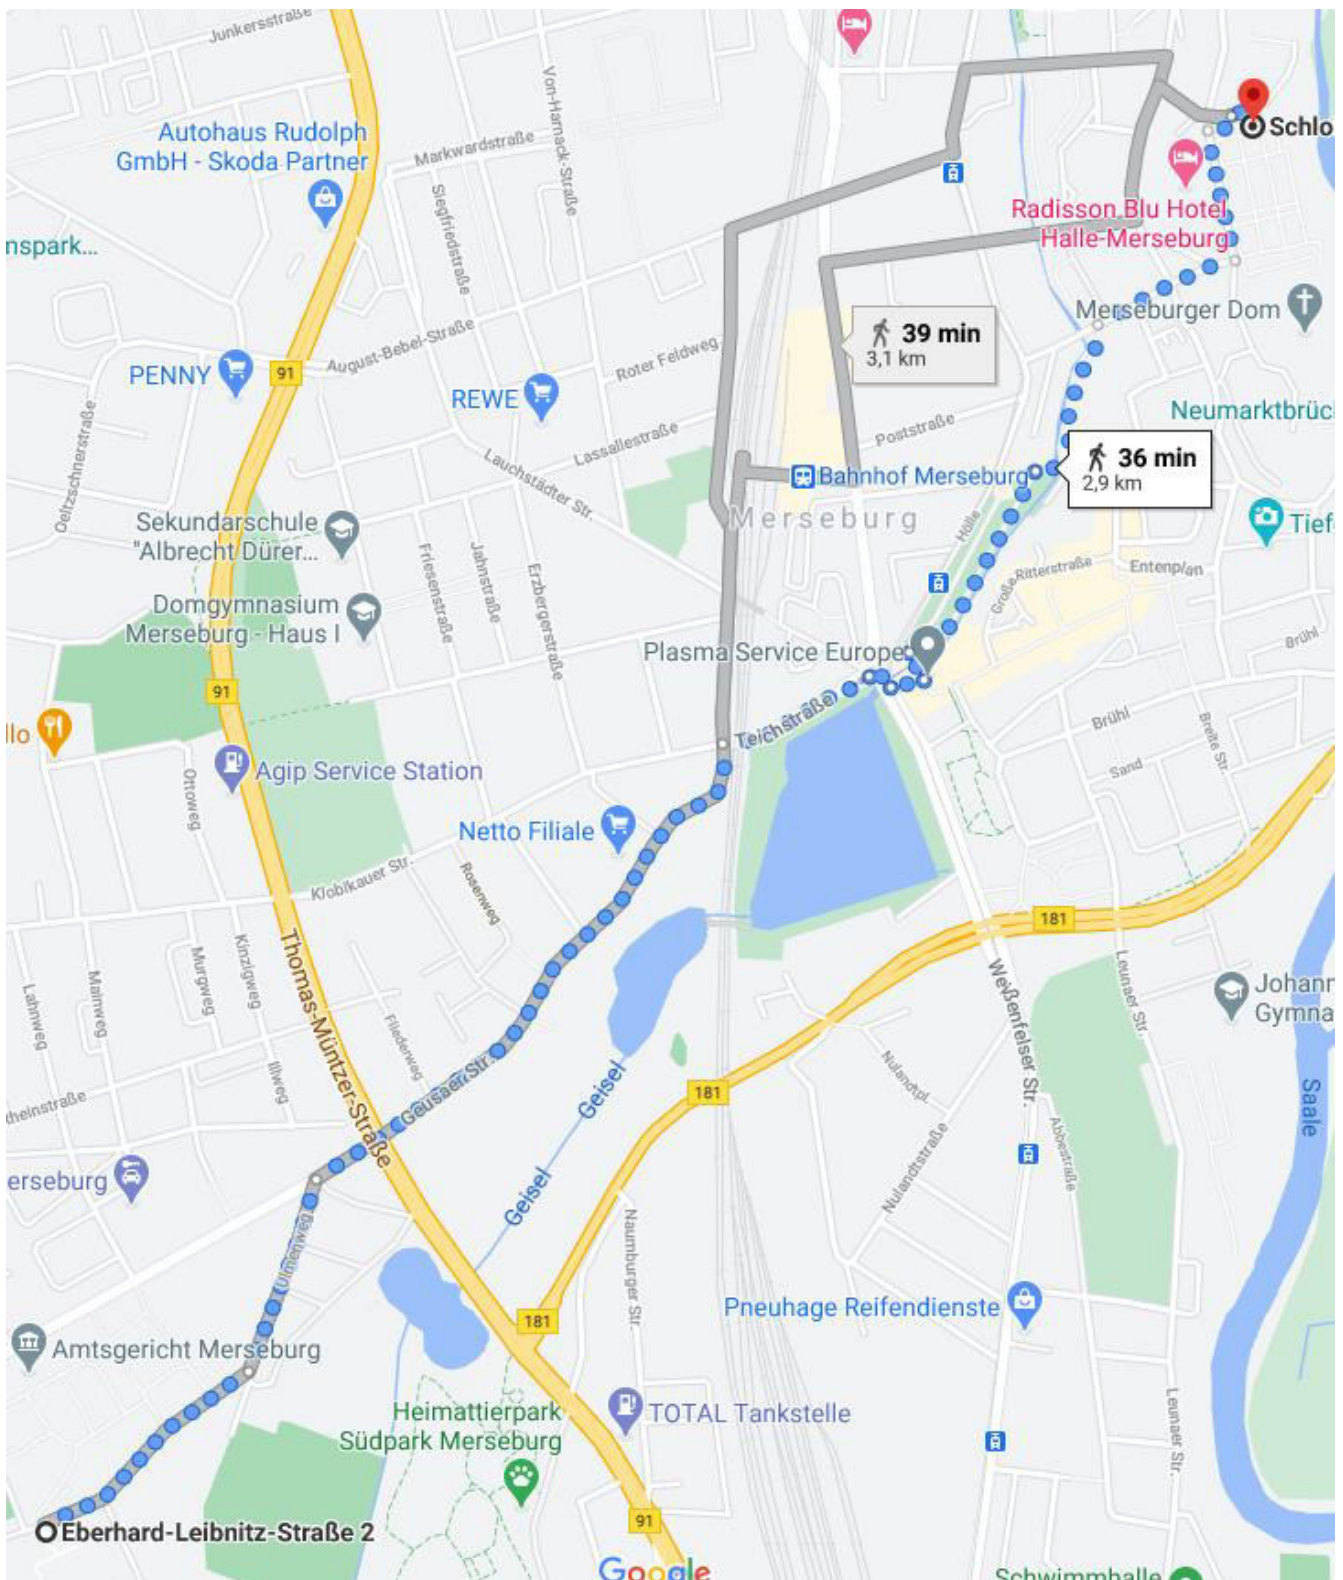 Junkersstraße
Von-Harnack-Straße
Autohaus Rudolph
GmbH - Skoda Partner
Markwardstraße
Siegfriedstraße
Schlo
Radisson Blu Hotel
Halle-Merseburg
nspark...
Merseburger Dom
39 min
3,1 km
August-Bebel-Straße
Roter Feldweg
PENNY
91
REWE
Neumarktbrüc
Poststraße
Lassallestraße
Oeltzschnerstraße
Lauchstädter Str.
36 min
2,9 km
Bahnhof Merseburg
Merseburg
Sekundarschule
"Albrecht Dürer...
Tief
Hölle
Friesenstraße
Jahnstraße
Erzbergerstraße
Große Ritterstraße
Entenplan
Domgymnasium
Merseburg - Haus I
Brühl
Plasma Service Europe
91
llo
Teichstraße
Brühl
Breite Str.
Sand
Agip Service Station
Ottoweg
Netto Filiale
Klobikauer Str.
Rosenweg
181
Thomas-Müntzer-Straße
Kinzigweg
Murgweg
Mainweg
Lahnweg
Weißenfelser Str.
Leunaer Str.
Johanr
Gymna
Fliederweg
Illweg
Geusaer Str.
Geisel
Nulandtpl.
181
Saale
theinstraße
Abbestraße
Nulandtstraße
erseburg
Geisel
Ulmenweg
Naumburger Str.
Pneuhage Reifendienste
181
Amtsgericht Merseburg
Heimattierpark
Südpark Merseburg
TOTAL Tankstelle
Leunaer Str.
Eberhard-Leibnitz-Straße 2
91
Google
Schwimmhalle